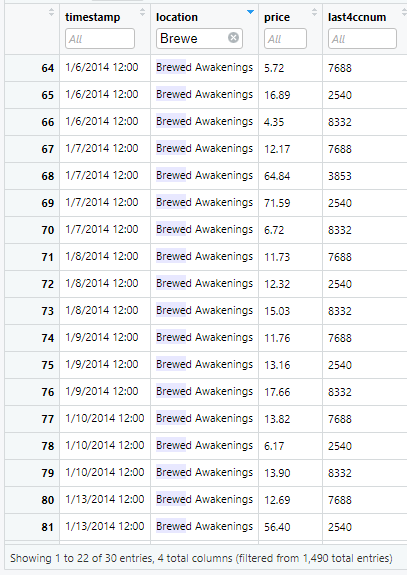 timestamp location price last4ccnum
All Brewe All All
64 1/6/2014 12:00 Brewed Awakenings 5.72 7688
65 1/6/2014 12:00 Brewed Awakenings 16.89 2540
66 1/6/2014 12:00 Brewed Awakenings 4.35 8332
67 1/7/2014 12:00 Brewed Awakenings 12.17 7688
68 1/7/2014 12:00 Brewed Awakenings 64.84 3853
69 1/7/2014 12:00 Brewed Awakenings 71.59 2540
70 1/7/2014 12:00 Brewed Awakenings 6.72 8332
71 1/8/2014 12:00 Brewed Awakenings 11.73 7688
72 1/8/2014 12:00 Brewed Awakenings 12.32 2540
73 1/8/2014 12:00 Brewed Awakenings 15.03 8332
74 1/9/2014 12:00 Brewed Awakenings 11.76 7688
75 1/9/2014 12:00 Brewed Awakenings 13.16 2540
76 1/9/2014 12:00 Brewed Awakenings 17.66 8332
77 1/10/2014 12:00 Brewed Awakenings 13.82 7688
78 1/10/2014 12:00 Brewed Awakenings 6.17 2540
79 1/10/2014 12:00 Brewed Awakenings 13.90 8332
80 1/13/2014 12:00 Brewed Awakenings 12.69 7688
81 1/13/2014 12:00 Brewed Awakenings 56.40 2540
Showing 1 to 22 of 30 entries, 4 total columns (filtered from 1,490 total entries)